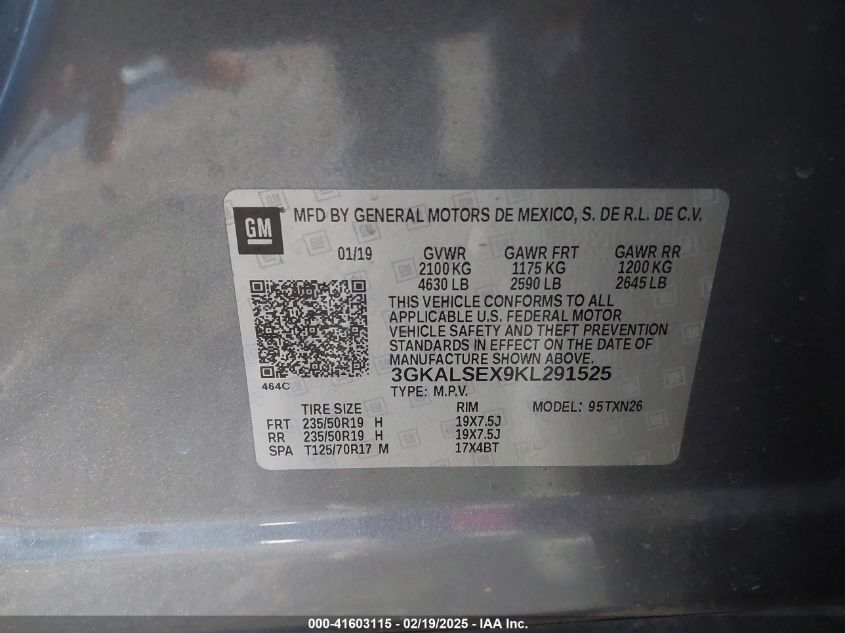 GM
MFD BY GENERAL MOTORS DE MEXICO, S. DE R.L. DE C.V.
01/19 GVWR GAWR FRT GAWR RR
2100 KG 1175 KG 1200 KG
4630 LB 2590 LB 2645 LB
THIS VEHICLE CONFORMS TO ALL
APPLICABLE U.S. FEDERAL MOTOR
VEHICLE SAFETY AND THEFT PREVENTION
STANDARDS IN EFFECT ON THE DATE OF
MANUFACTURE SHOWN ABOVE.
464C 3GKALSEX9KL291525
TYPE: M.P.V.
TIRE SIZE RIM MODEL: 95TXN26
FRT 235/50R19 H 19X7.5J
RR 235/50R19 H 19X7.5J
SPA T125/70R17 M 17X4BT
000-41603115 - 02/19/2025 - IAA Inc.